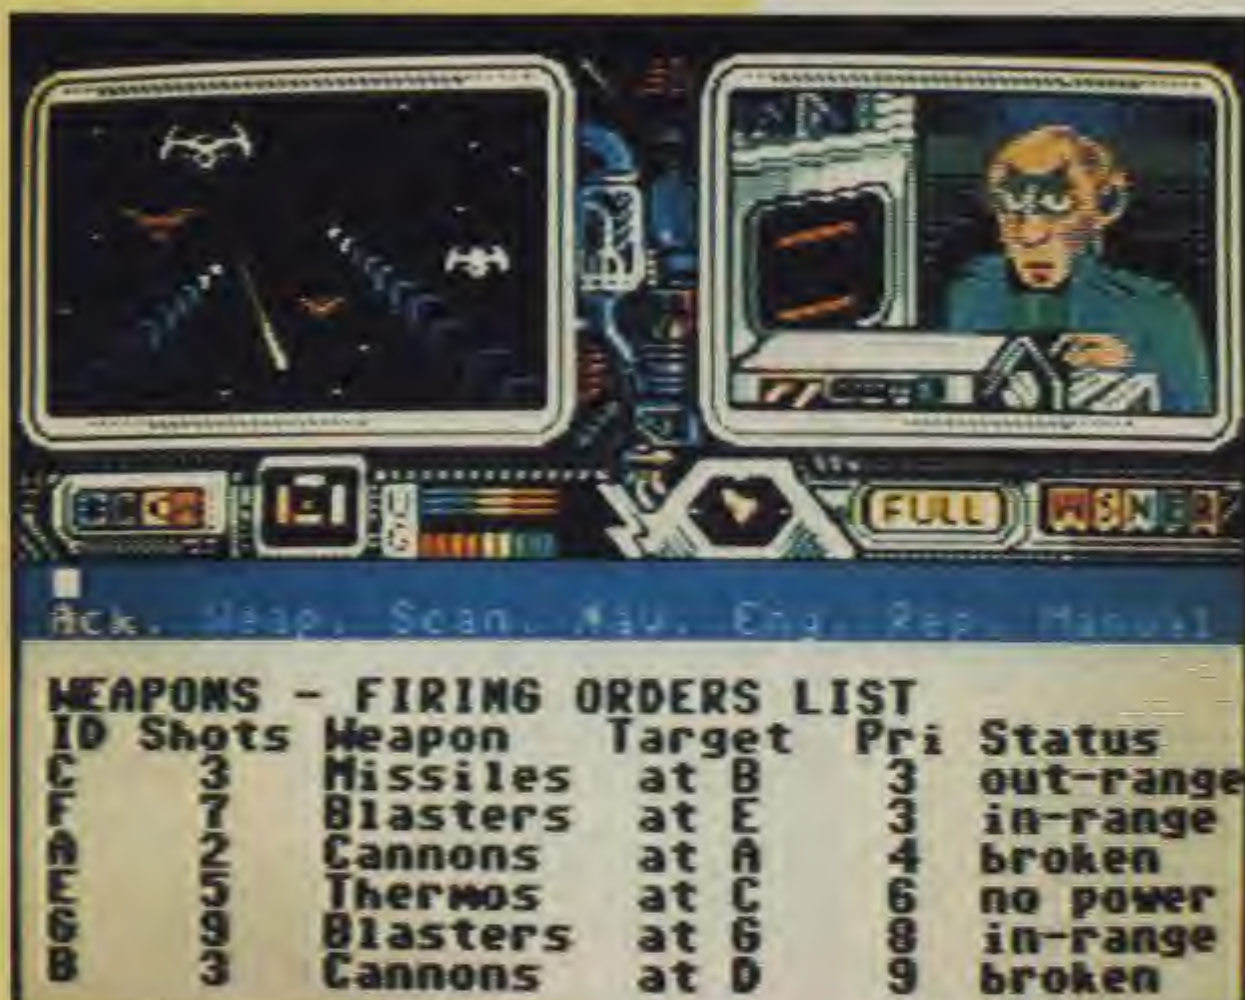 FULL
WSNER
Ack. Weap. Scan. Nav. Eng. Rep. Manual
WEAPONS - FIRING ORDERS LIST
ID Shots Weapon Target Pri Status
C 3 Missiles at B 3 out-range
F 7 Blasters at E 3 in-range
A 2 Cannons at A 4 broken
E 5 Thermos at C 6 no power
G 9 Blasters at G 8 in-range
B 3 Cannons at D 9 broken